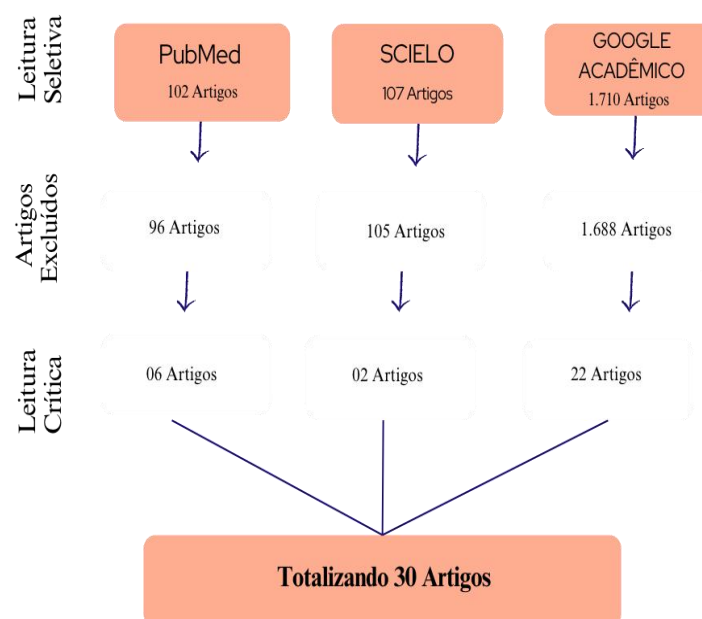 Leitura
Seletiva
PubMed
102 Artigos
SCIELO
107 Artigos
GOOGLE
ACADÊMICO
1.710 Artigos
Artigos
Excluídos
96 Artigos
105 Artigos
1.688 Artigos
Leitura
Crítica
06 Artigos
02 Artigos
22 Artigos
Totalizando 30 Artigos